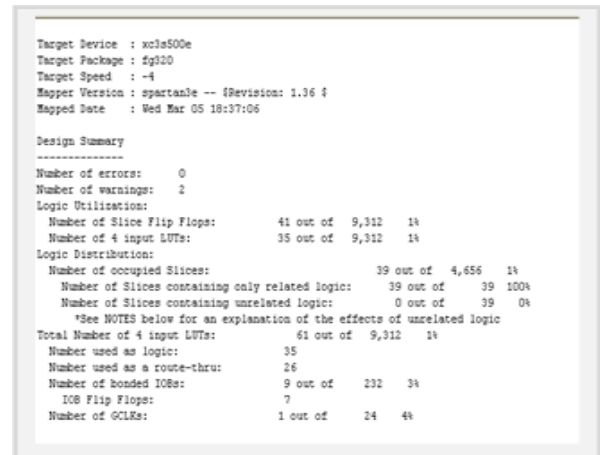 Target Device : xc3s500e
Target Package : fg320
Target Speed : -4
Mapper Version : spartan3e -- $Revision: 1.36 $
Mapped Date : Wed Mar 05 18:37:06
Design Summary
--------------
Number of errors: 0
Number of warnings: 2
Logic Utilization:
Number of Slice Flip Flops: 41 out of 9,312 1%
Number of 4 input LUTs: 35 out of 9,312 1%
Logic Distribution:
Number of occupied Slices: 39 out of 4,656 1%
Number of Slices containing only related logic: 39 out of 39 100%
Number of Slices containing unrelated logic: 0 out of 39 0%
*See NOTES below for an explanation of the effects of unrelated logic
Total Number of 4 input LUTs: 61 out of 9,312 1%
Number used as logic: 35
Number used as a route-thru: 26
Number of bonded IOBs: 9 out of 232 3%
IOB Flip Flops: 7
Number of GCLKs: 1 out of 24 4%